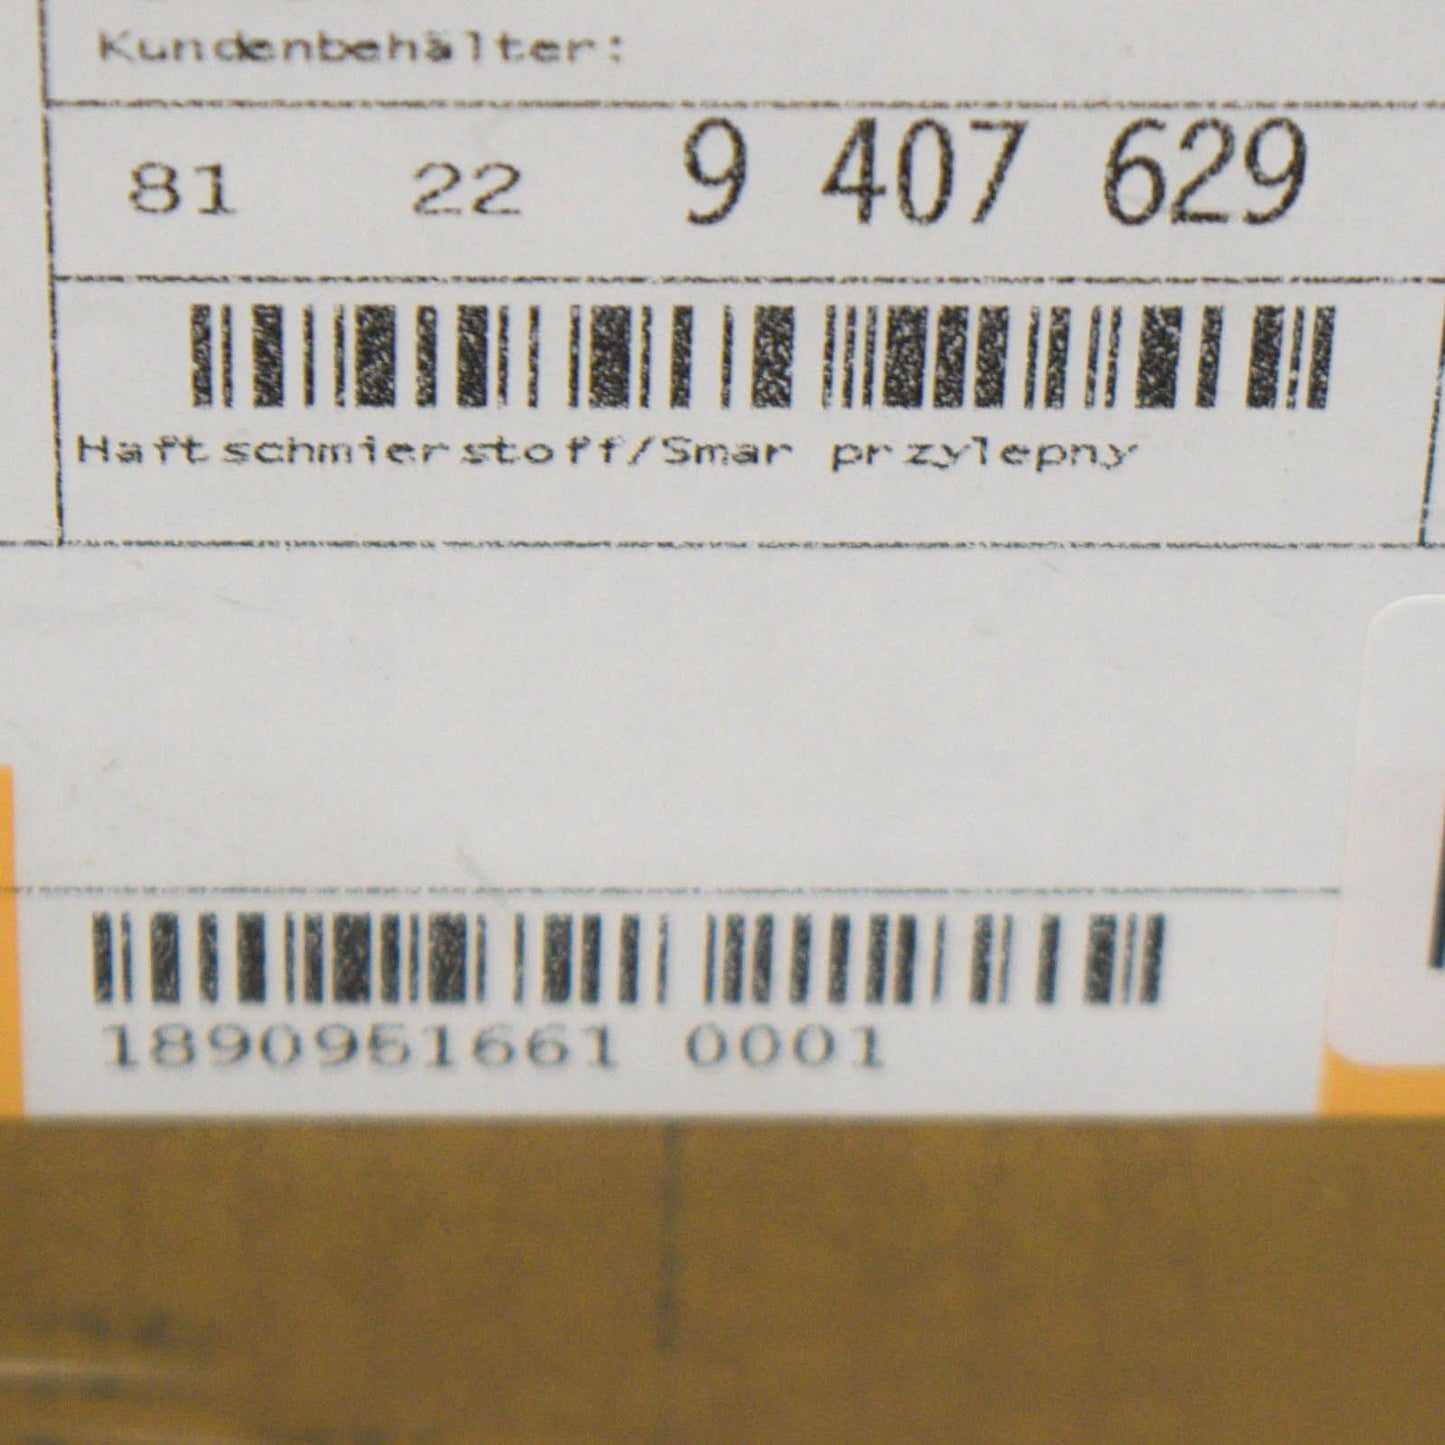 Kundenbehälter:
81 22 9 407 629
Haftschmierstoff/Smar przylepny
1890951661 0001